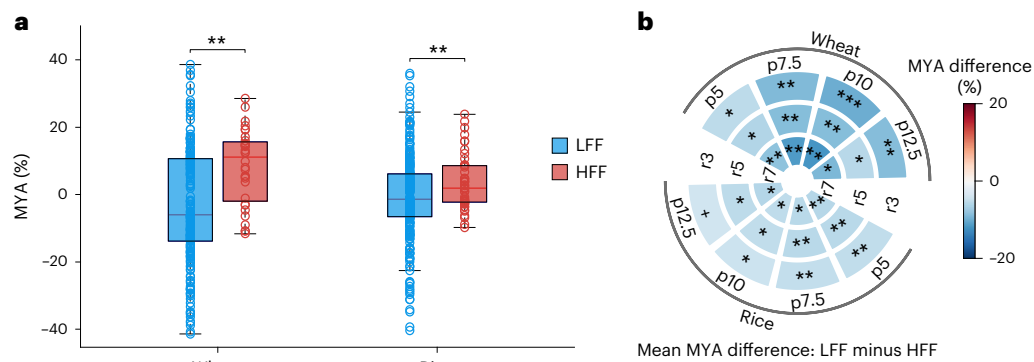 a
MYA (%)
40
20
0
−20
−40
**
**
LFF
HFF
b
Wheat
p5
p7.5
p10
p12.5
*
**
***
**
*
**
**
*
**
**
**
*
r3
r5
r7
r7
r5
r3
*
*
*
**
+
*
*
**
**
*
**
**
p12.5
p10
p7.5
p5
Rice
MYA difference
(%)
20
0
−20
Mean MYA difference: LFF minus HFF